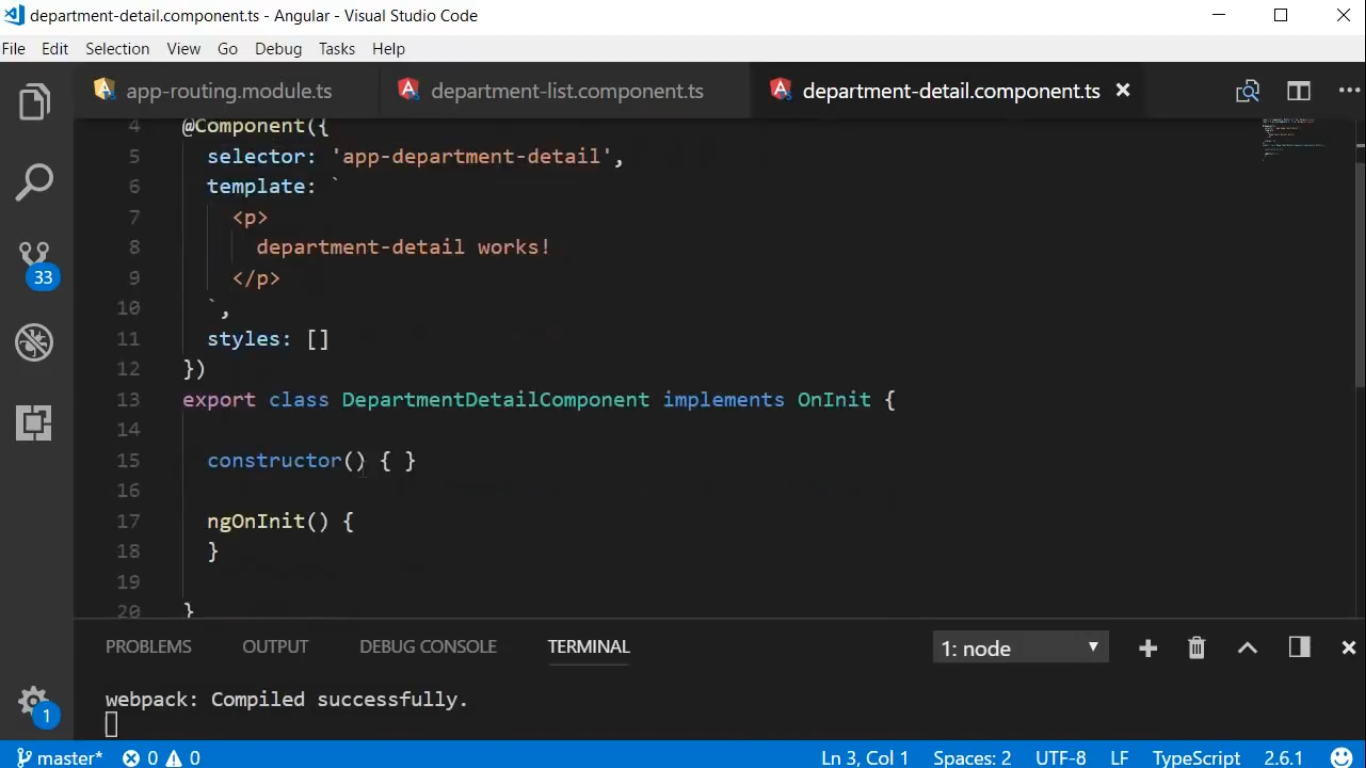 department-detail.component.ts - Angular - Visual Studio Code
File Edit Selection View Go Debug Tasks Help
app-routing.module.ts department-list.component.ts department-detail.component.ts
4 @Component({
5 selector: 'app-department-detail',
6 template: `
7 <p>
8 department-detail works!
9 </p>
10 `,
11 styles: []
12 })
13 export class DepartmentDetailComponent implements OnInit {
14
15 constructor() { }
16
17 ngOnInit() {
18 }
19
20 }
33
PROBLEMS OUTPUT DEBUG CONSOLE TERMINAL 1: node
webpack: Compiled successfully.
1
master* 0 0 Ln 3, Col 1 Spaces: 2 UTF-8 LF TypeScript 2.6.1